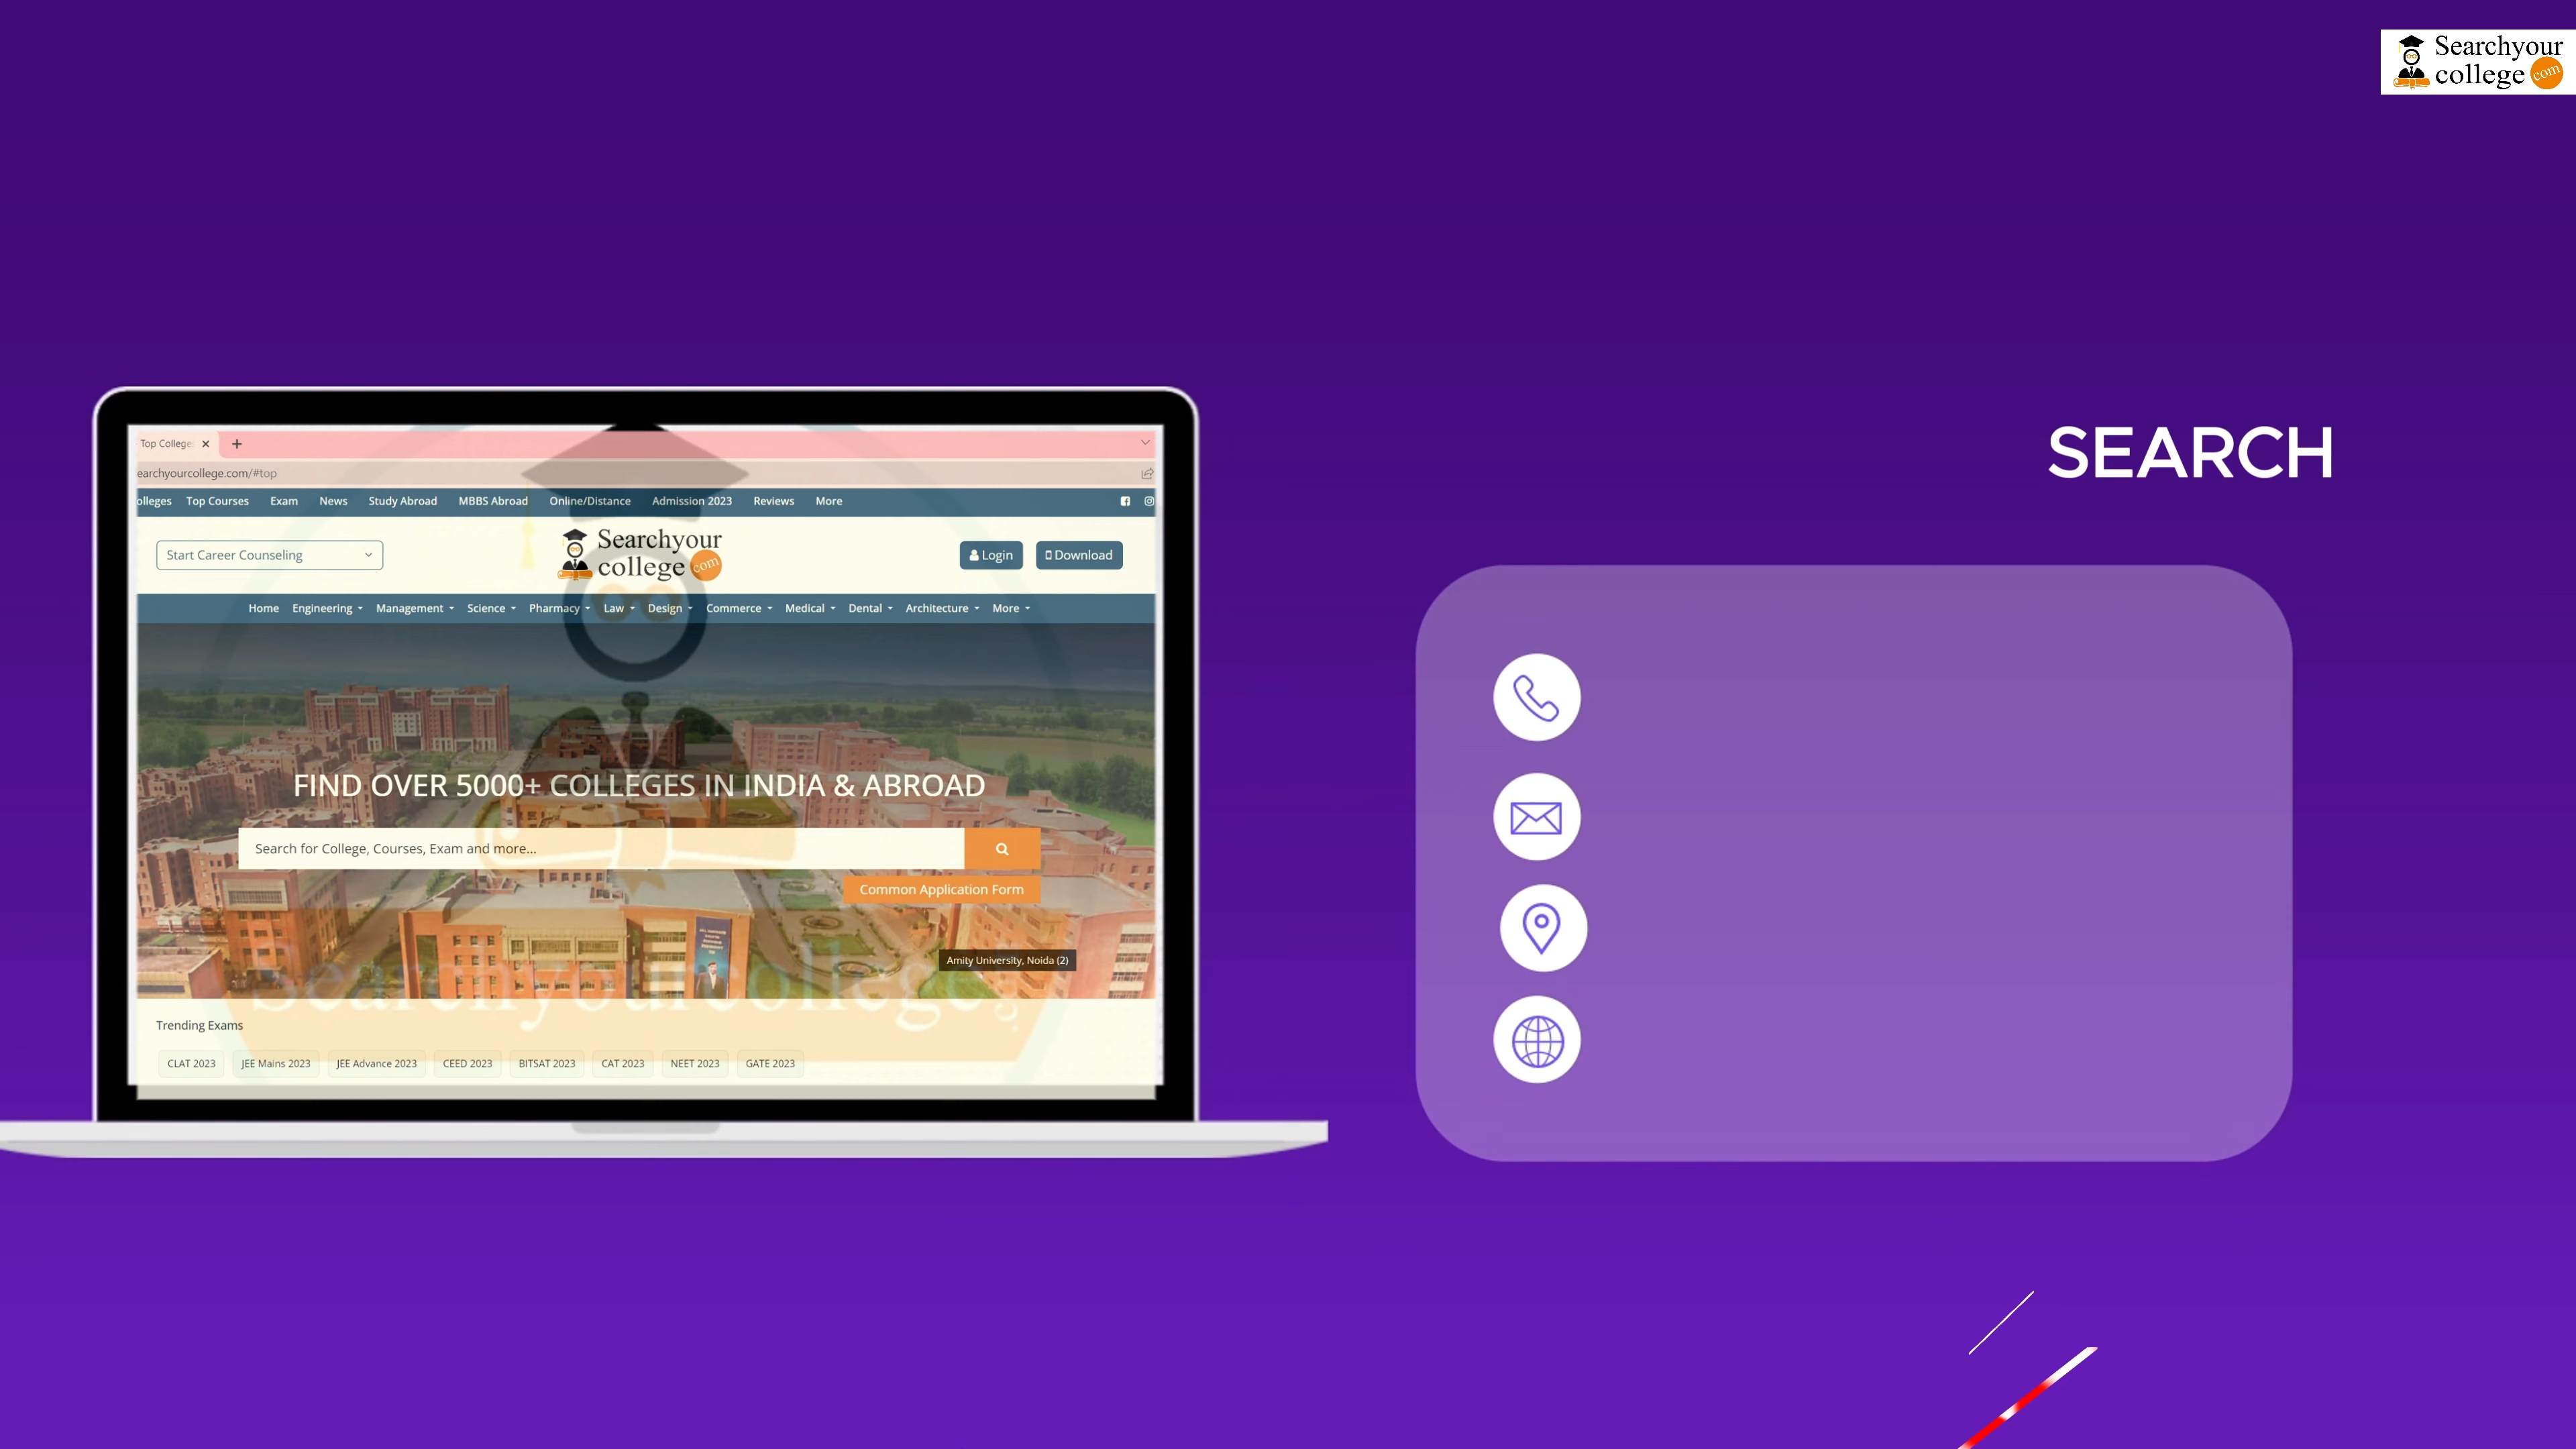 Searchyour
college com
SEARCH
Top College
earchyourcollege.com/#top
olleges Top Courses Exam News Study Abroad MBBS Abroad Online/Distance Admission 2023 Reviews More
Start Career Counseling
Searchyour
college com
Login Download
Home Engineering Management Science Pharmacy Law Design Commerce Medical Dental Architecture More
FIND OVER 5000+ COLLEGES IN INDIA & ABROAD
Search for College, Courses, Exam and more...
Common Application Form
Amity University, Noida (2)
Searchyourcollege
Trending Exams
CLAT 2023 JEE Mains 2023 JEE Advance 2023 CEED 2023 BITSAT 2023 CAT 2023 NEET 2023 GATE 2023